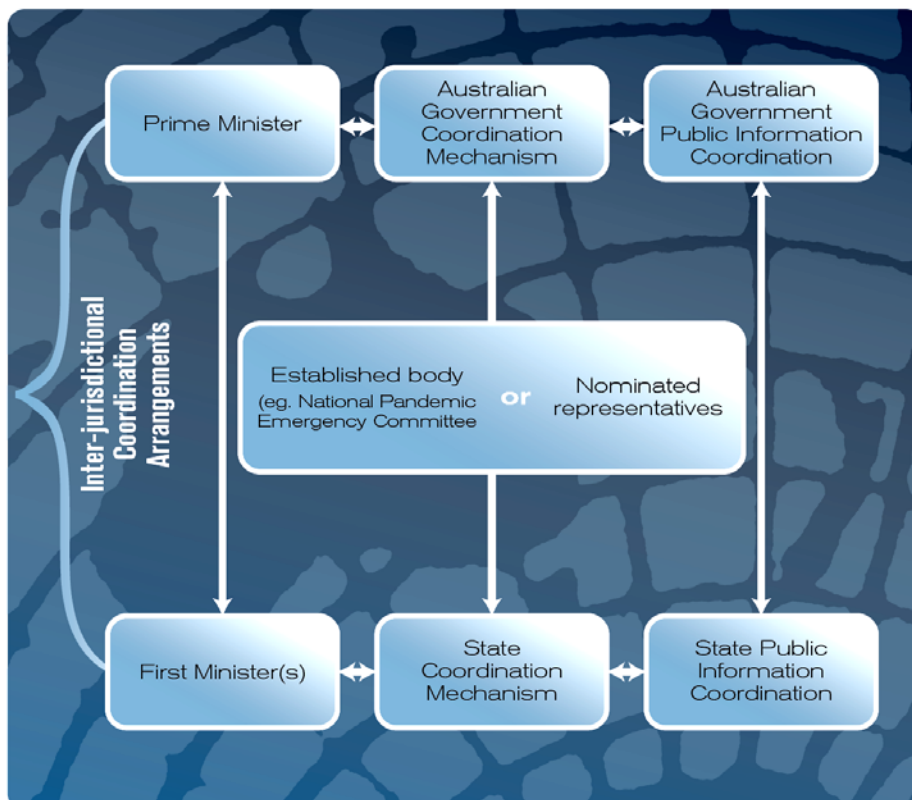 Prime Minister
Australian
Government
Coordination
Mechanism
Australian
Government
Public Information
Coordination
Inter-jurisdictional
Coordination
Arrangements
Established body
(eg. National Pandemic
Emergency Committee
or
Nominated
representatives
First Minister(s)
State
Coordination
Mechanism
State Public
Information
Coordination